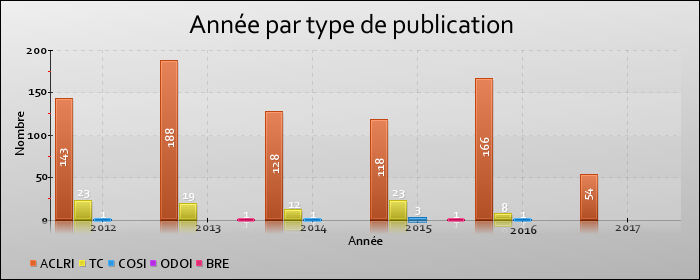 Année par type de publication
Nombre
200
150
100
50
0
143 23 1 188 19 1 128 12 1 118 23 3 1 166 8 1 54
2012 2013 2014 2015 2016 2017
Année
ACLRI TC COSI ODOI BRE